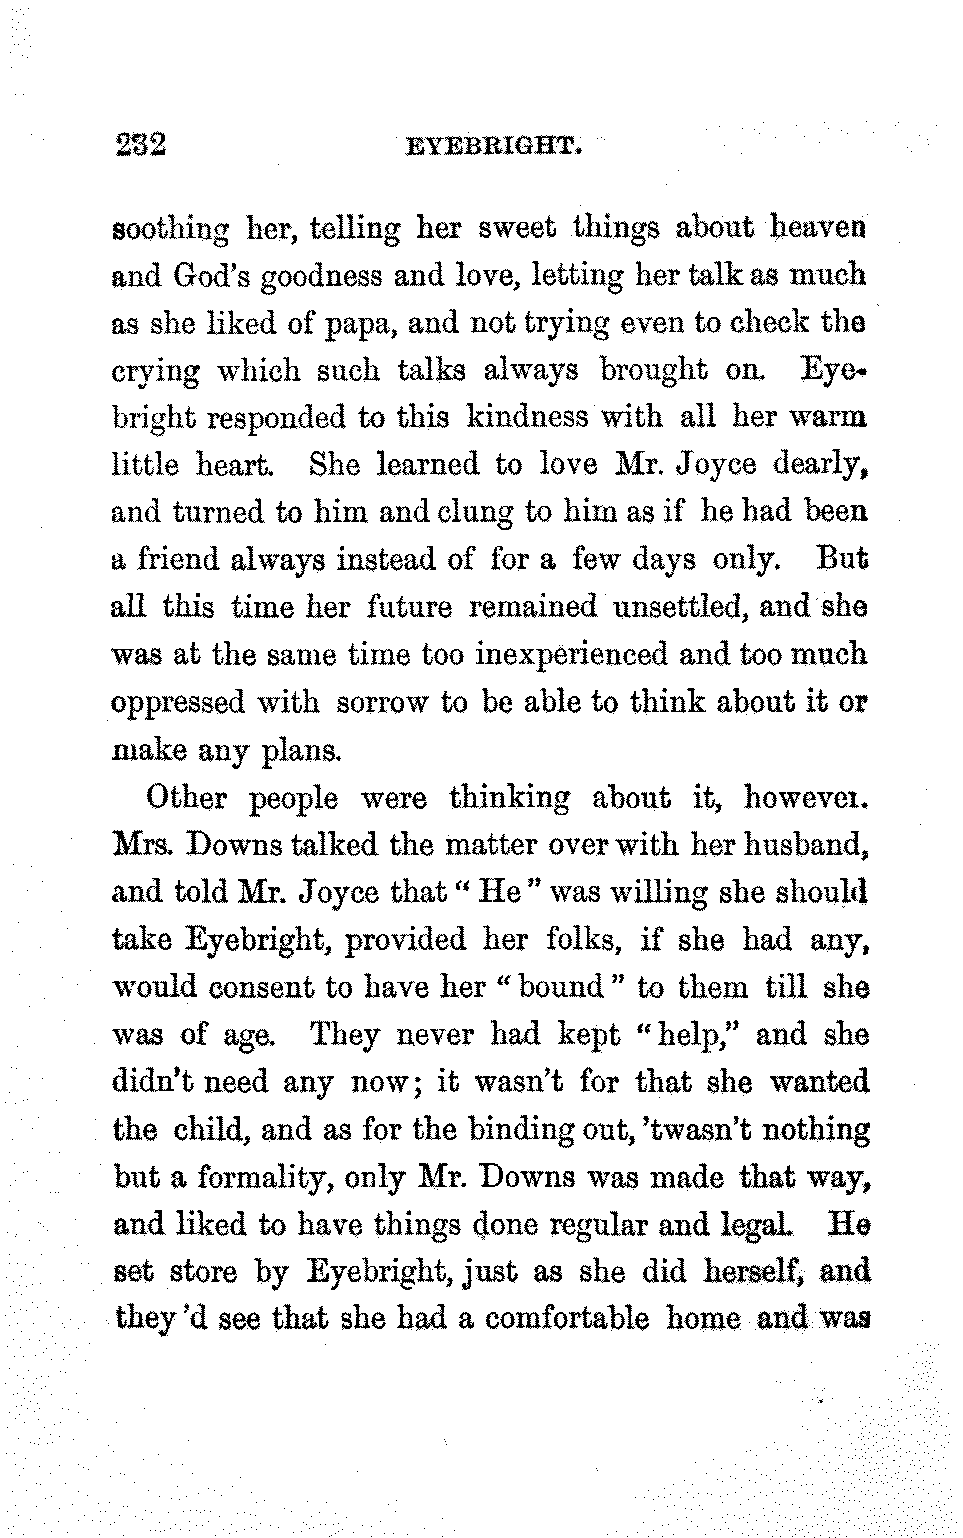 232 EYEBRIGHT.
soothing her, telling her sweet things about heaven
and God's goodness and love, letting her talk as much
as she liked of papa, and not trying even to check the
crying which such talks always brought on. Eye-
bright responded to this kindness with all her warm
little heart. She learned to love Mr. Joyce dearly,
and turned to him and clung to him as if he had been
a friend always instead of for a few days only. But
all this time her future remained unsettled, and she
was at the same time too inexperienced and too much
oppressed with sorrow to be able to think about it or
make any plans.
Other people were thinking about it, however.
Mrs. Downs talked the matter over with her husband,
and told Mr. Joyce that "He" was willing she should
take Eyebright, provided her folks, if she had any,
would consent to have her "bound" to them till she
was of age. They never had kept "help," and she
didn't need any now; it wasn't for that she wanted
the child, and as for the binding out, 'twasn't nothing
but a formality, only Mr. Downs was made that way,
and liked to have things done regular and legal. He
set store by Eyebright, just as she did herself, and
they 'd see that she had a comfortable home and was